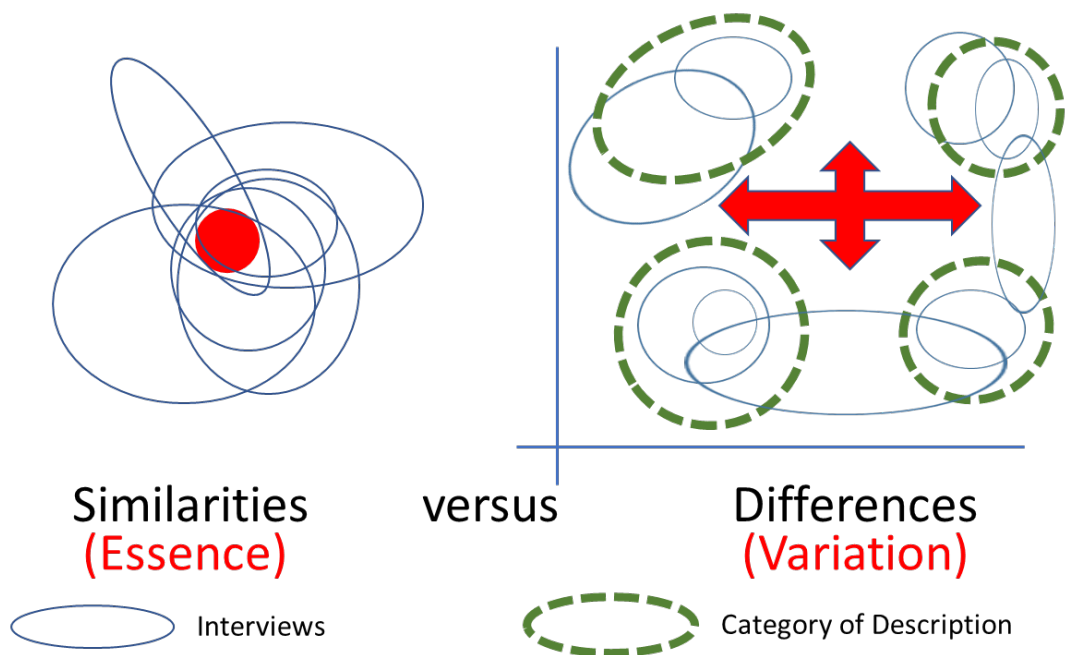 Similarities versus Differences
(Essence) (Variation)
Interviews Category of Description